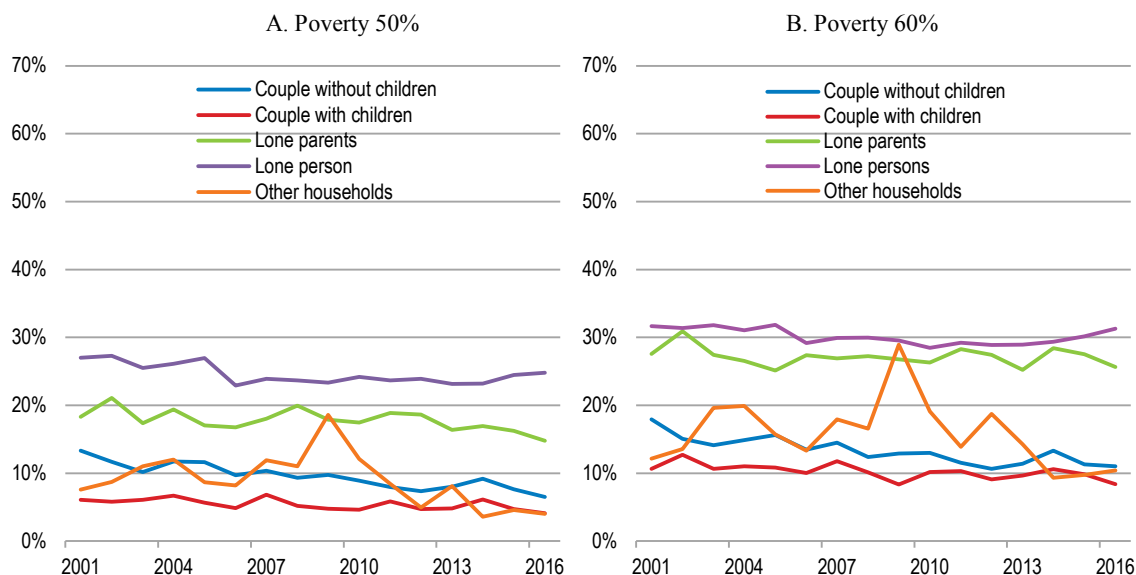 A. Poverty 50%
70%
60%
50%
40%
30%
20%
10%
0%
Couple without children
Couple with children
Lone parents
Lone person
Other households
2001 2004 2007 2010 2013 2016
B. Poverty 60%
70%
60%
50%
40%
30%
20%
10%
0%
Couple without children
Couple with children
Lone parents
Lone persons
Other households
2001 2004 2007 2010 2013 2016